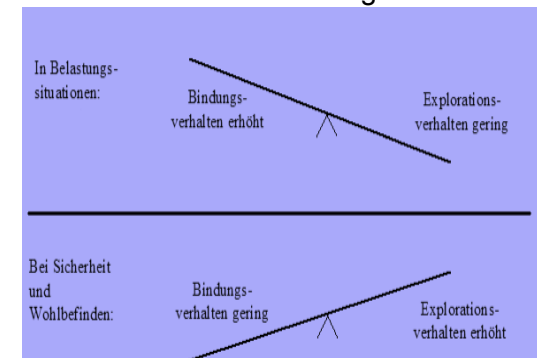 In Belastungs-
situationen:
Bindungs-
verhalten erhöht
Explorations-
verhalten gering
Bei Sicherheit
und
Wohlbefinden:
Bindungs-
verhalten gering
Explorations-
verhalten erhöht